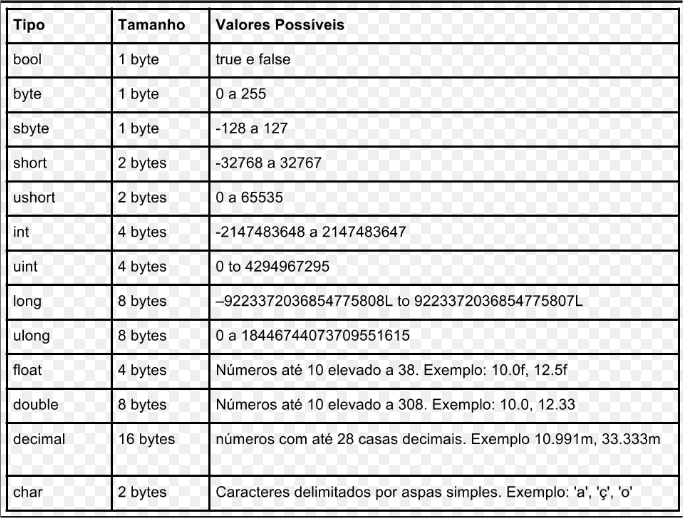 Tipo Tamanho Valores Possíveis
bool 1 byte true e false
byte 1 byte 0 a 255
sbyte 1 byte -128 a 127
short 2 bytes -32768 a 32767
ushort 2 bytes 0 a 65535
int 4 bytes -2147483648 a 2147483647
uint 4 bytes 0 to 4294967295
long 8 bytes –9223372036854775808L to 9223372036854775807L
ulong 8 bytes 0 a 18446744073709551615
float 4 bytes Números até 10 elevado a 38. Exemplo: 10.0f, 12.5f
double 8 bytes Números até 10 elevado a 308. Exemplo: 10.0, 12.33
decimal 16 bytes números com até 28 casas decimais. Exemplo 10.991m, 33.333m
char 2 bytes Caracteres delimitados por aspas simples. Exemplo: 'a', 'ç', 'o'